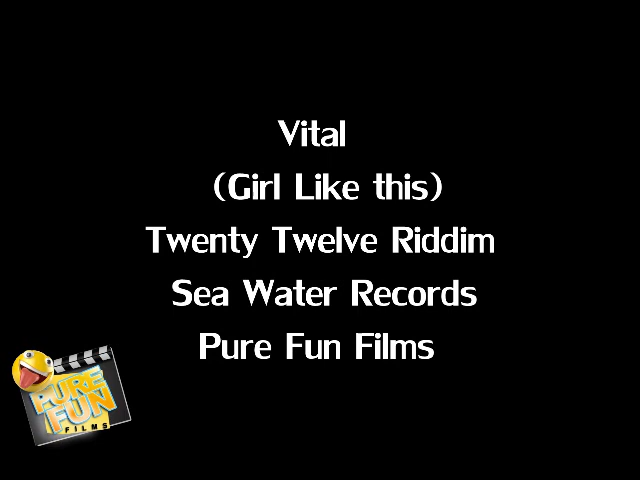 Vital
(Girl Like this)
Twenty Twelve Riddim
Sea Water Records
Pure Fun Films
PURE
FUN
FILMS